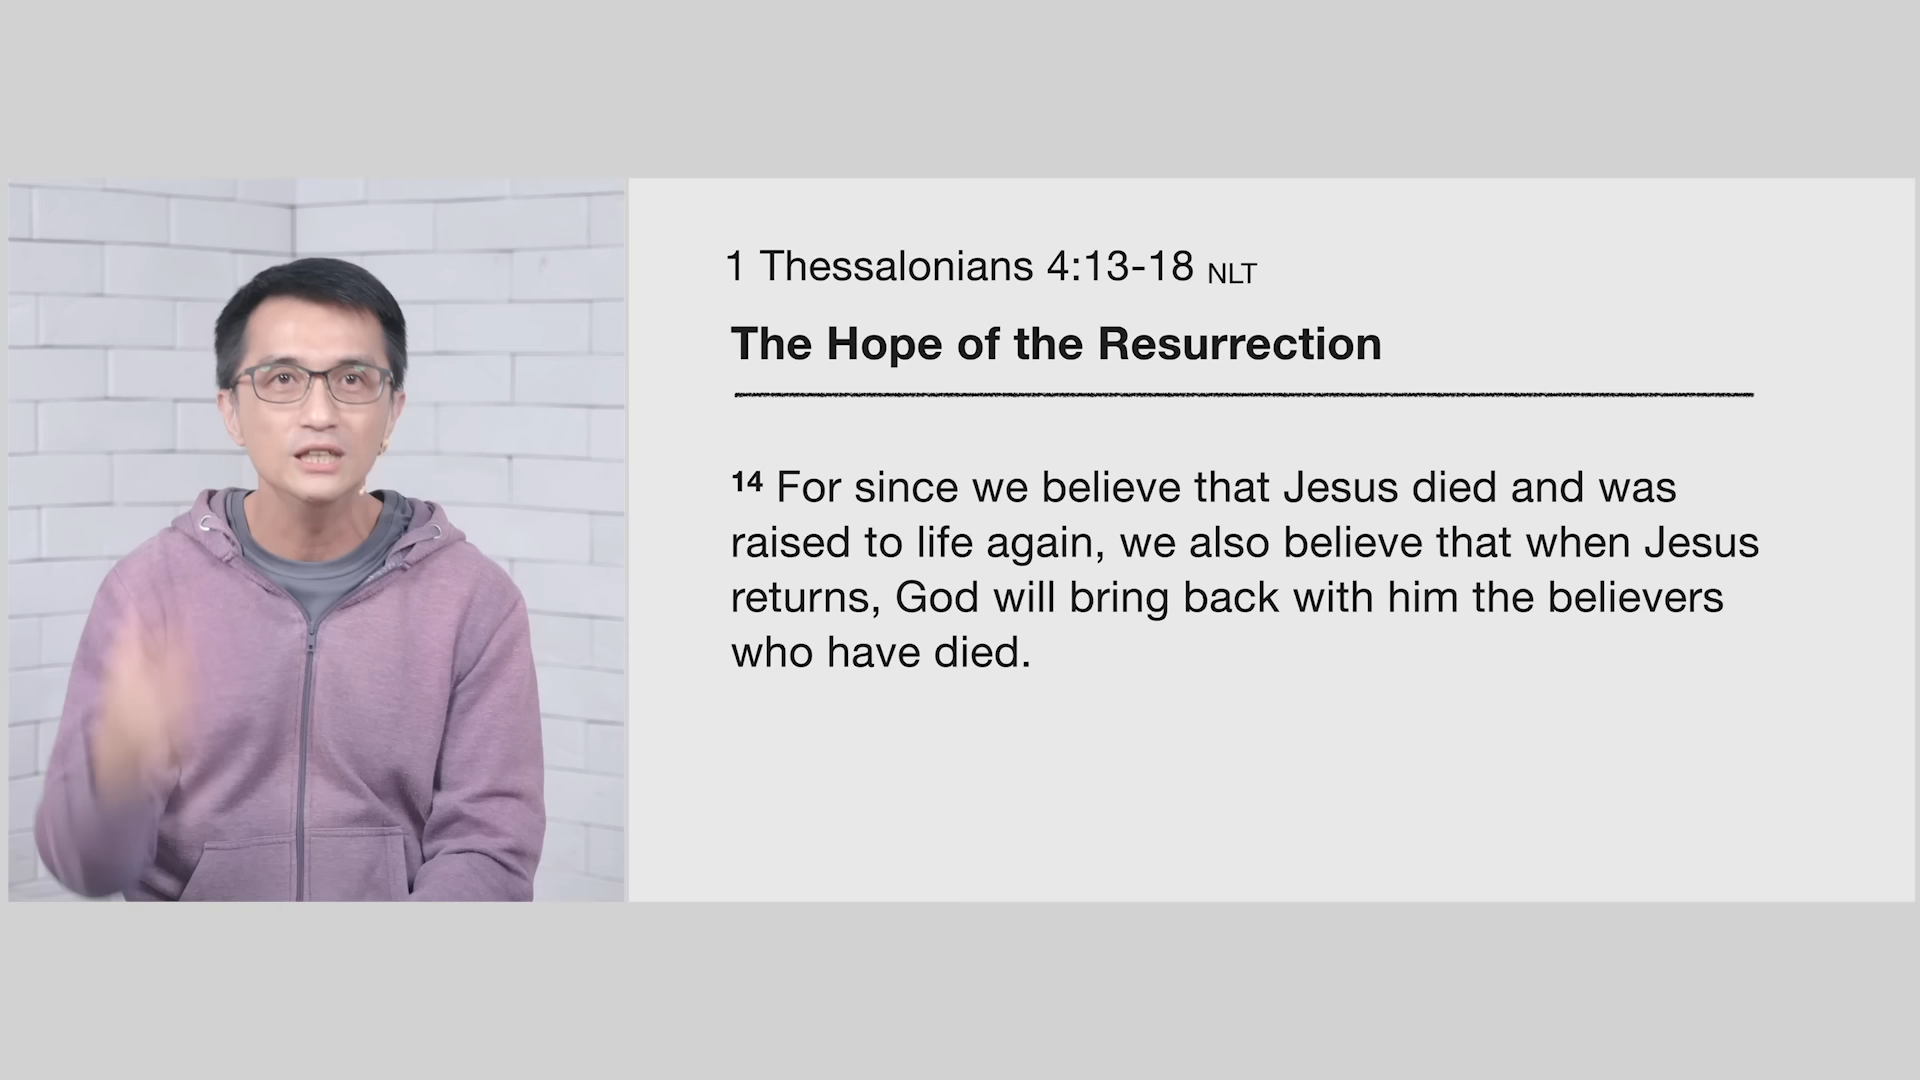 1 Thessalonians 4:13-18 NLT
The Hope of the Resurrection
14 For since we believe that Jesus died and was
raised to life again, we also believe that when Jesus
returns, God will bring back with him the believers
who have died.